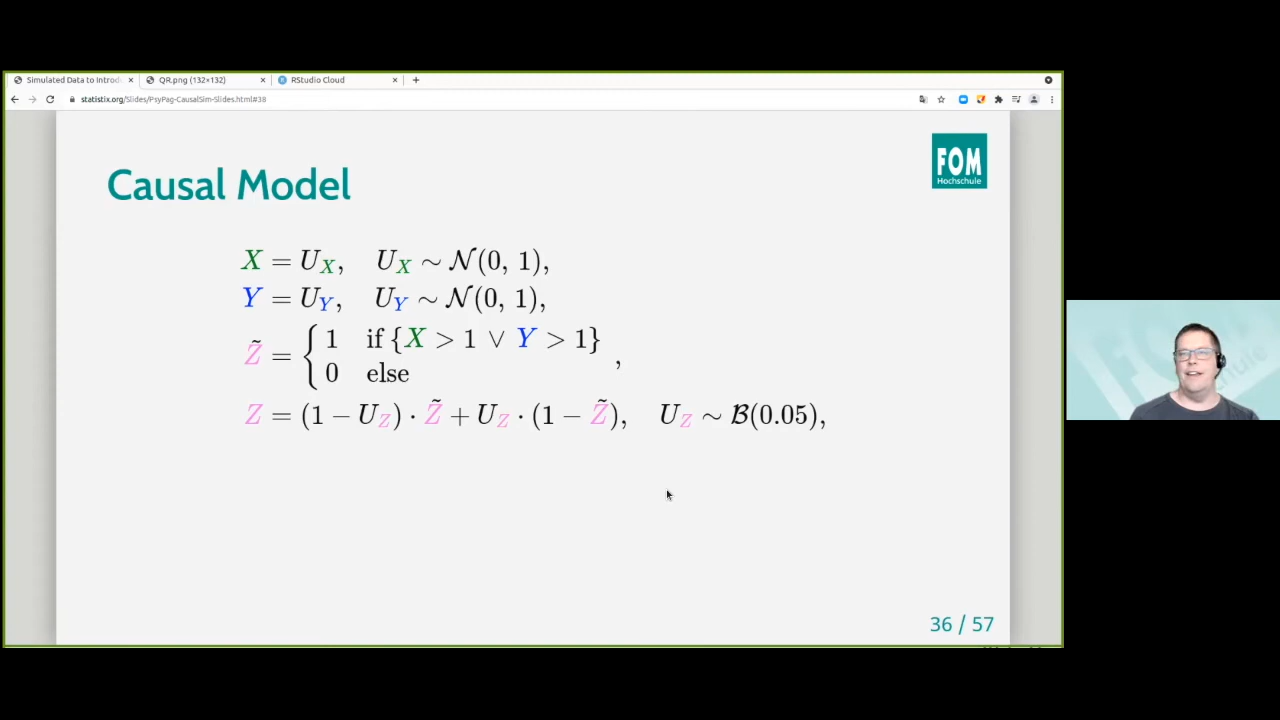 Simulated Data to Introd
QR.png (132×132)
RStudio Cloud
statistix.org/Slides/PsyPag-CausalSim-Slides.html#38
FOM
Hochschule
Causal Model
X = U_X, U_X ∼ 𝒩(0, 1),
Y = U_Y, U_Y ∼ 𝒩(0, 1),
Z̃ = { 1 if {X > 1 ∨ Y > 1}
0 else ,
Z = (1 − U_Z) · Z̃ + U_Z · (1 − Z̃), U_Z ∼ ℬ(0.05),
36 / 57